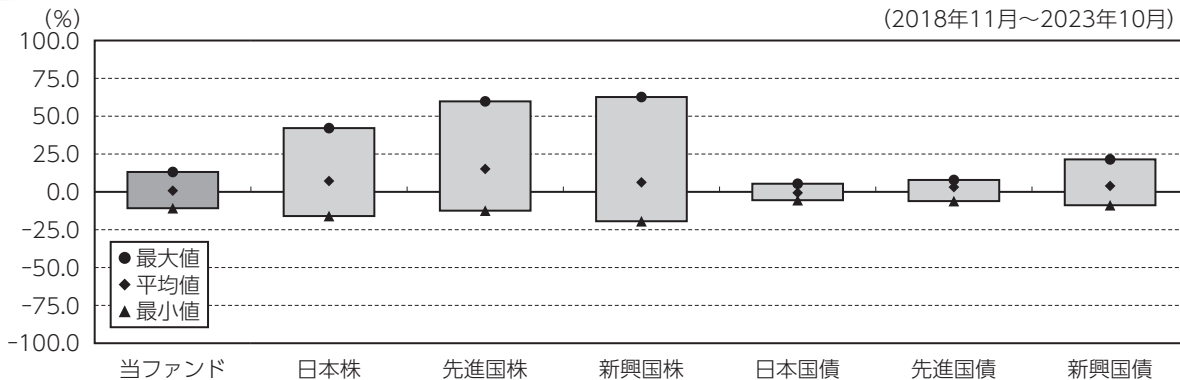 (%)
(2018年11月～2023年10月)
100.0
75.0
50.0
25.0
0.0
-25.0
-50.0
-75.0
-100.0
●最大値
◆平均値
▲最小値
当ファンド 日本株 先進国株 新興国株 日本国債 先進国債 新興国債